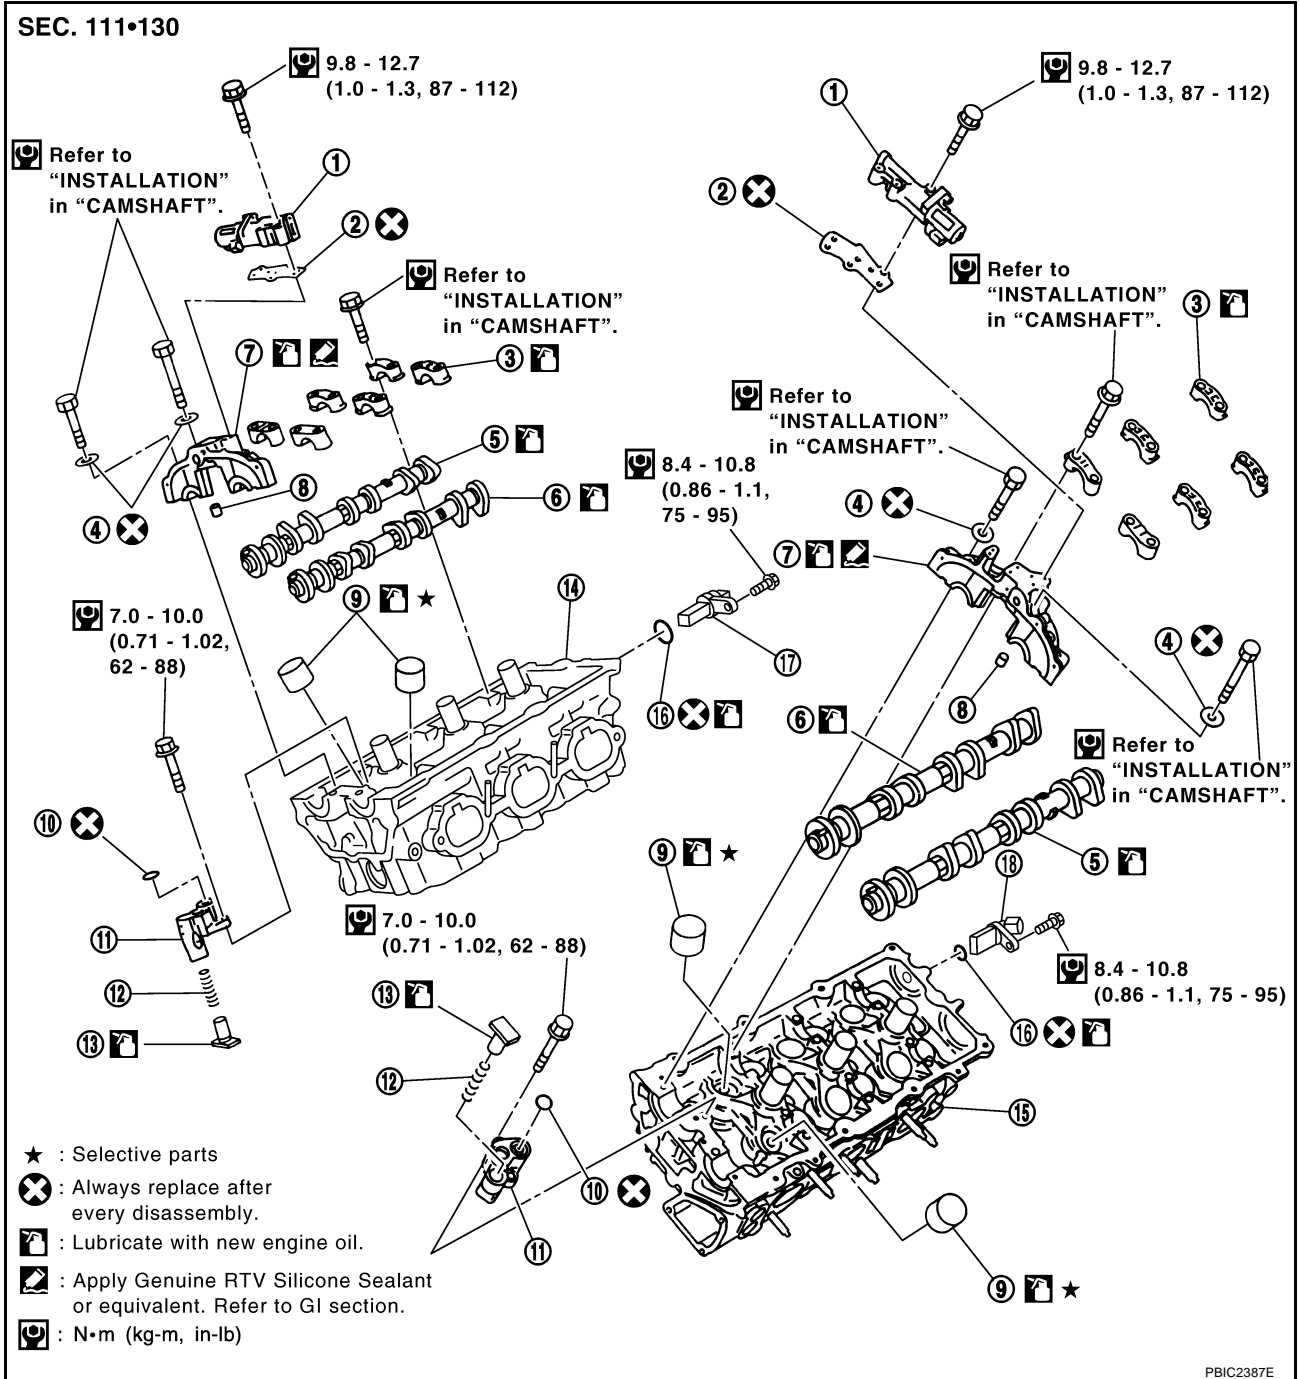 SEC. 111•130
9.8 - 12.7
(1.0 - 1.3, 87 - 112)
9.8 - 12.7
(1.0 - 1.3, 87 - 112)
1
Refer to
“INSTALLATION”
in “CAMSHAFT”.
1
2
2
Refer to
“INSTALLATION”
in “CAMSHAFT”.
Refer to
“INSTALLATION”
in “CAMSHAFT”.
3
7
3
Refer to
“INSTALLATION”
in “CAMSHAFT”.
5
8.4 - 10.8
(0.86 - 1.1,
75 - 95)
8
6
4
4
7
9 ★
14
7.0 - 10.0
(0.71 - 1.02,
62 - 88)
17
4
16
6
8
Refer to
“INSTALLATION”
in “CAMSHAFT”.
10
9 ★
5
18
7.0 - 10.0
(0.71 - 1.02, 62 - 88)
11
8.4 - 10.8
(0.86 - 1.1, 75 - 95)
12
13
13
16
12
15
10
11
9 ★
★ : Selective parts
: Always replace after
every disassembly.
: Lubricate with new engine oil.
: Apply Genuine RTV Silicone Sealant
or equivalent. Refer to GI section.
: N•m (kg-m, in-lb)
PBIC2387E